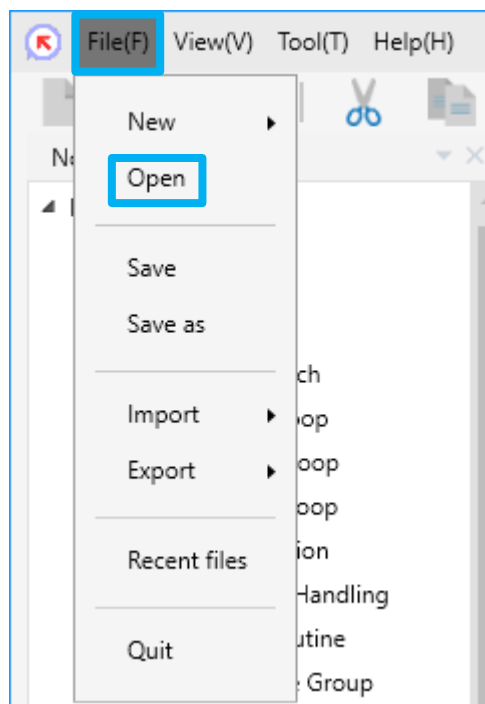 File(F) View(V) Tool(T) Help(H)
New
Open
Save
Save as
ch
oop
Import
oop
Export
oop
Recent files
ion
Handling
Quit
utine
Group